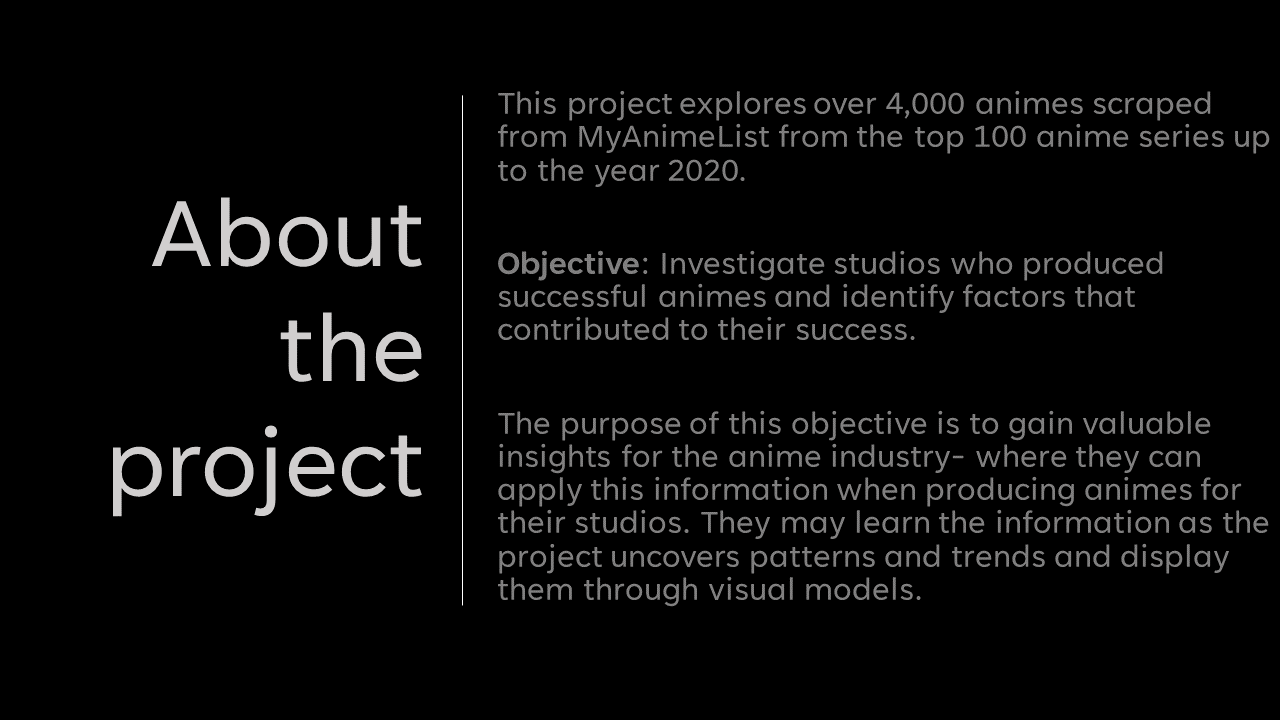 About
the
project
This project explores over 4,000 animes scraped
from MyAnimeList from the top 100 anime series up
to the year 2020.
Objective: Investigate studios who produced
successful animes and identify factors that
contributed to their success.
The purpose of this objective is to gain valuable
insights for the anime industry- where they can
apply this information when producing animes for
their studios. They may learn the information as the
project uncovers patterns and trends and display
them through visual models.